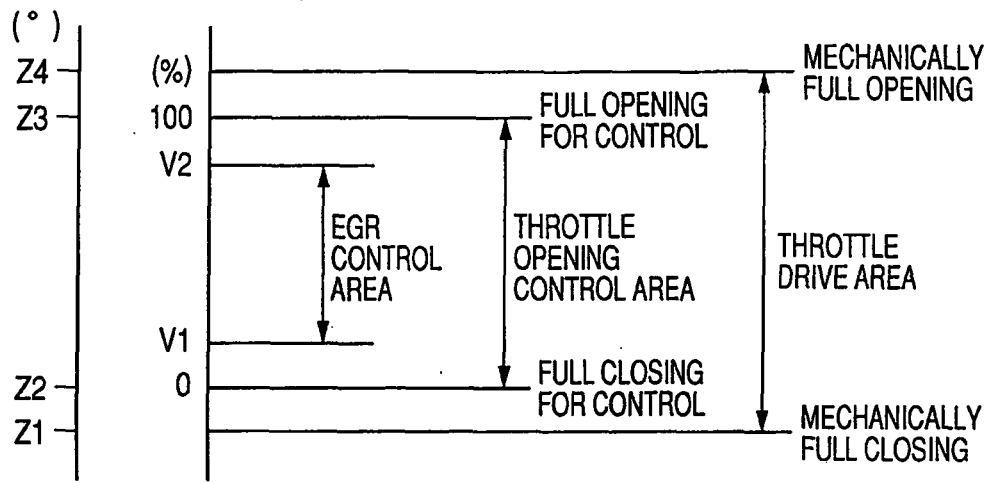 (°)
Z4
(%)
MECHANICALLY
FULL OPENING
Z3
100
FULL OPENING
FOR CONTROL
V2
EGR
CONTROL
AREA
THROTTLE
OPENING
CONTROL AREA
THROTTLE
DRIVE AREA
V1
Z2
0
FULL CLOSING
FOR CONTROL
Z1
MECHANICALLY
FULL CLOSING